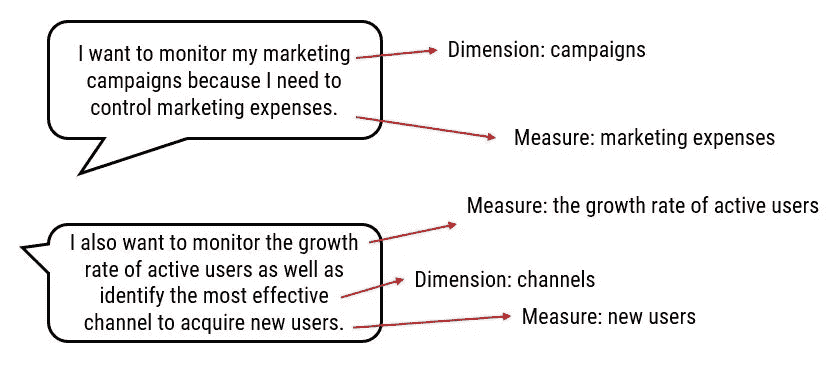 I want to monitor my marketing
campaigns because I need to
control marketing expenses.
Dimension: campaigns
Measure: marketing expenses
I also want to monitor the growth
rate of active users as well as
identify the most effective
channel to acquire new users.
Measure: the growth rate of active users
Dimension: channels
Measure: new users